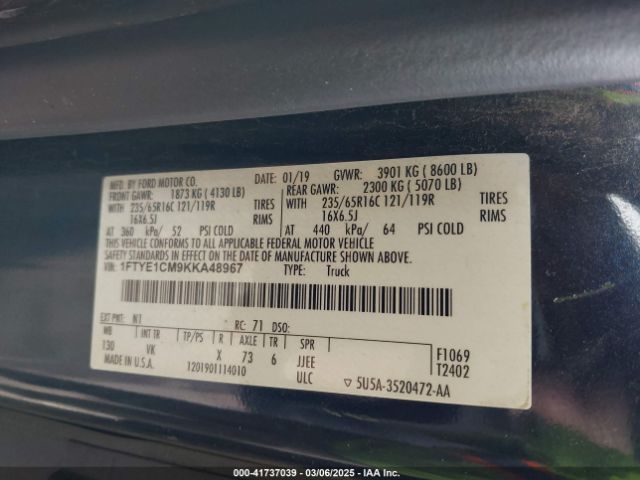 MFD. BY FORD MOTOR CO.
DATE: 01/19 GVWR: 3901 KG ( 8600 LB)
FRONT GAWR: 1873 KG ( 4130 LB)
REAR GAWR: 2300 KG ( 5070 LB)
WITH 235/65R16C 121/119R TIRES
WITH 235/65R16C 121/119R TIRES
16X6.5J RIMS
16X6.5J RIMS
AT 360 kPa/ 52 PSI COLD
AT 440 kPa/ 64 PSI COLD
THIS VEHICLE CONFORMS TO ALL APPLICABLE FEDERAL MOTOR VEHICLE
SAFETY STANDARDS IN EFFECT ON THE DATE OF MANUFACTURE SHOWN ABOVE.
VIN: 1FTYE1CM9KKA48967 TYPE: Truck
EXT PNT: N1 RC: 71 DSO:
WB INT TR TP/PS R AXLE TR SPR
130 VK X 73 6 JJEE F1069
MADE IN U.S.A. 1201901114010 ULC T2402
5U5A-3520472-AA
000-41737039 • 03/06/2025 • IAA Inc.